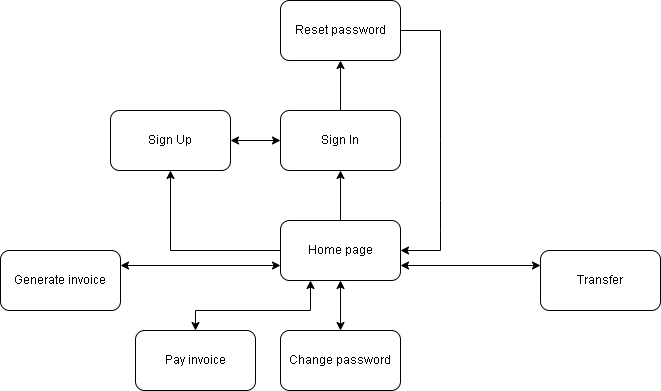 Reset password
Sign Up
Sign In
Home page
Generate invoice
Transfer
Pay invoice
Change password